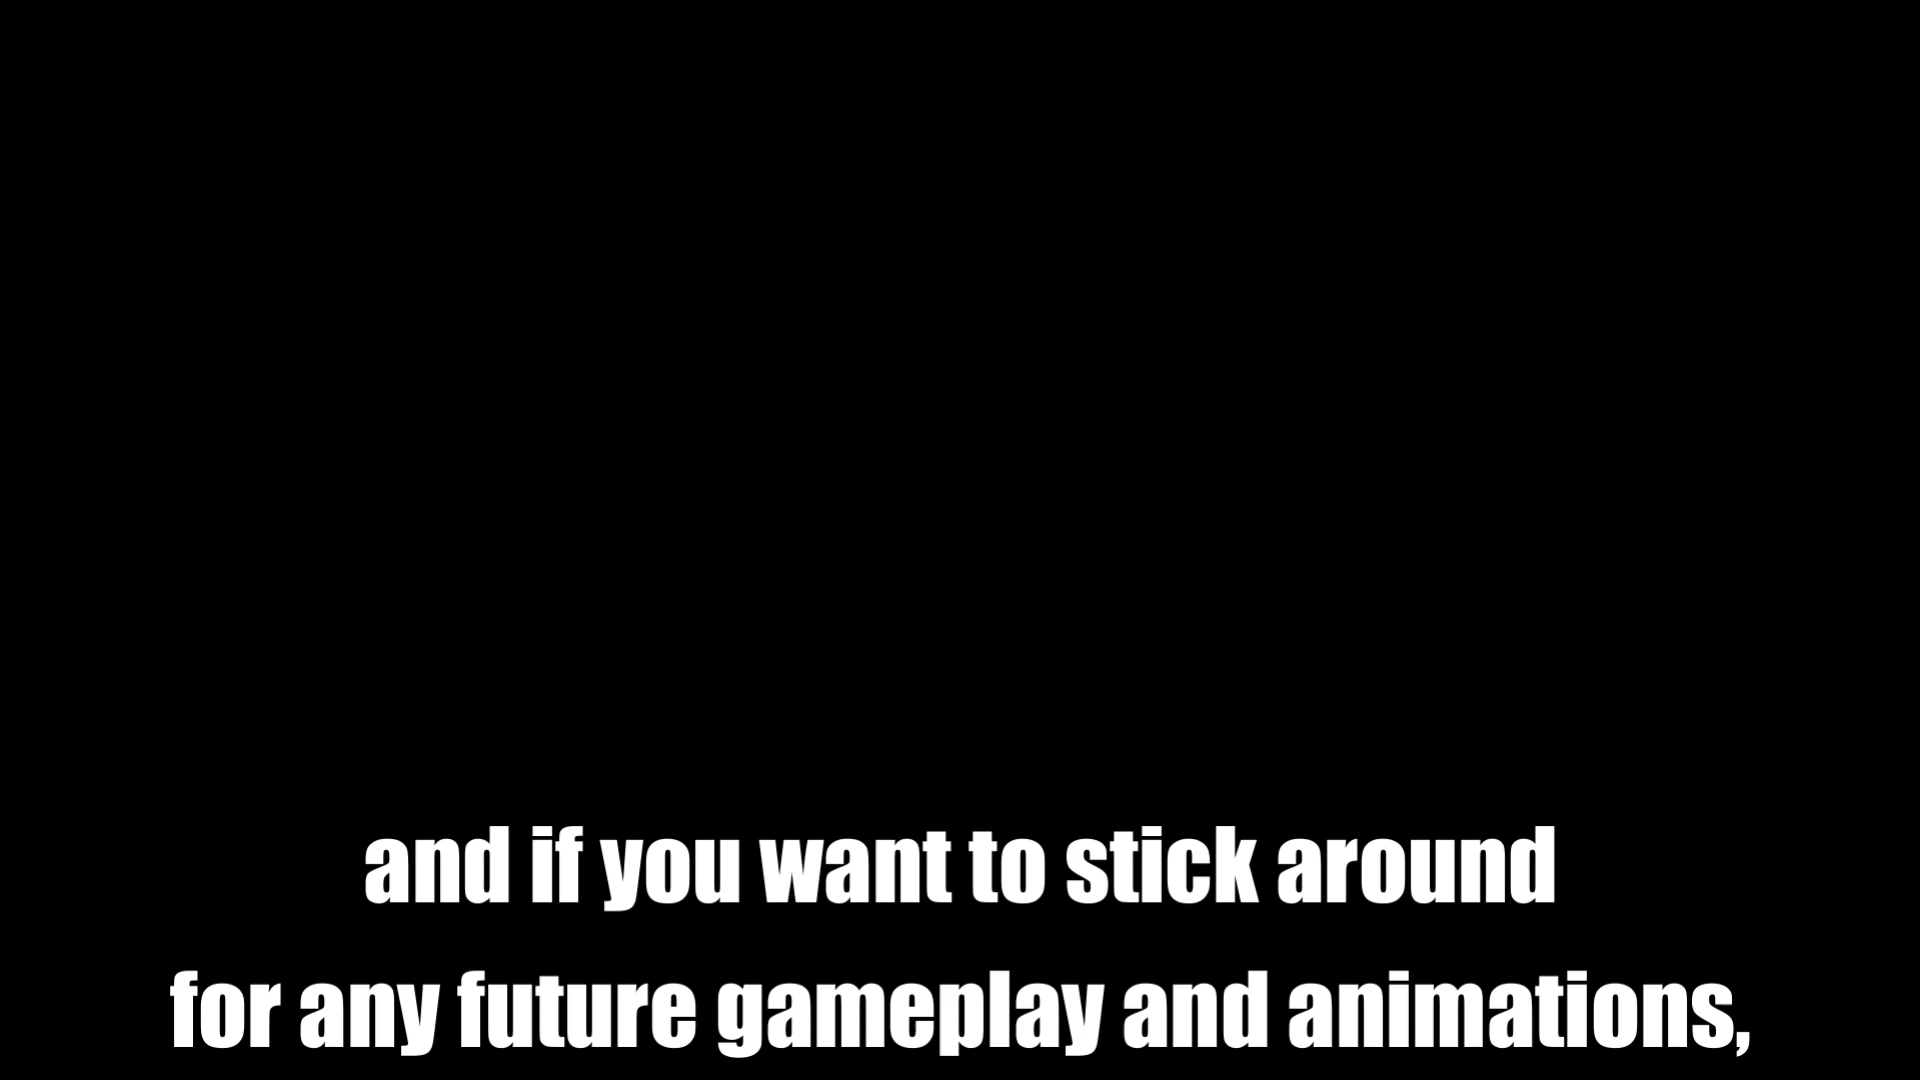 and if you want to stick around
for any future gameplay and animations,